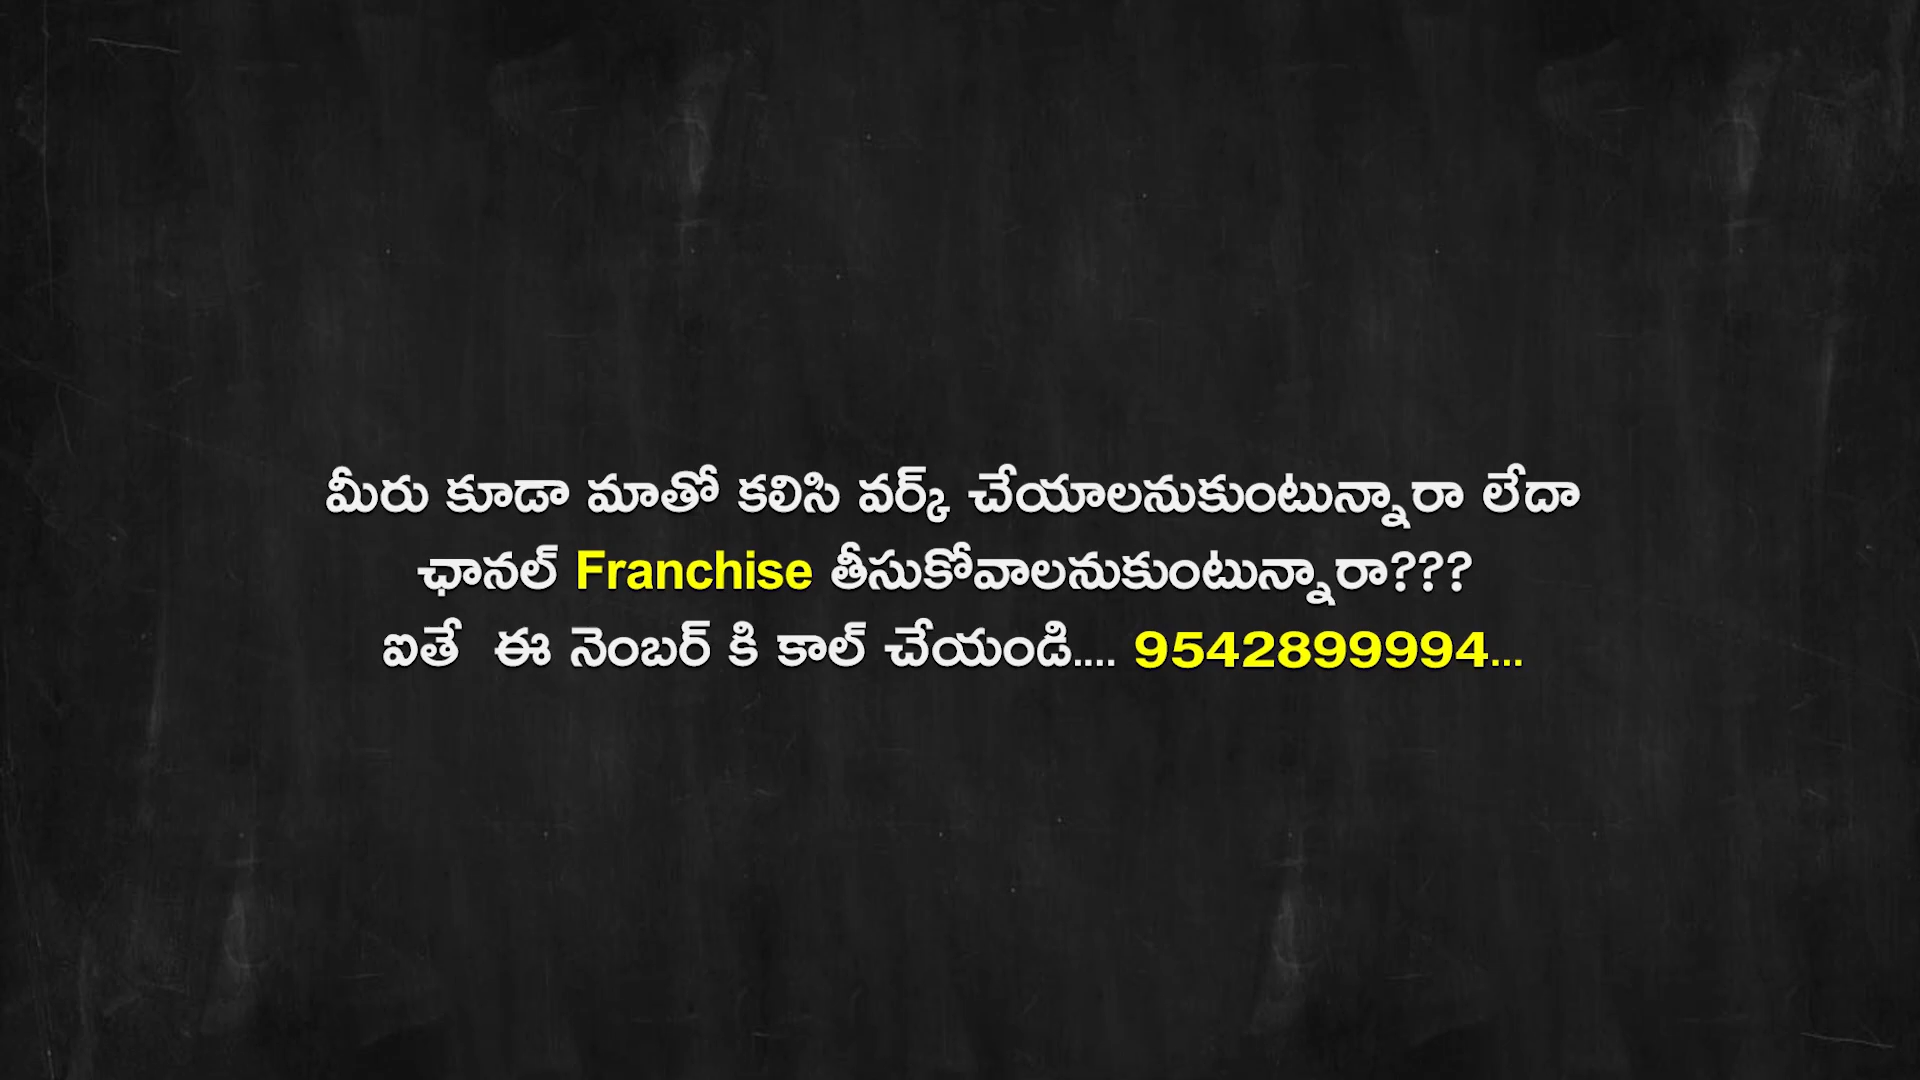 మీరు కూడా మాతో కలిసి వర్క్ చేయాలనుకుంటున్నారా లేదా
ఛానల్ Franchise తీసుకోవాలనుకుంటున్నారా???
ఐతే ఈ నెంబర్ కి కాల్ చేయండి.... 9542899994...